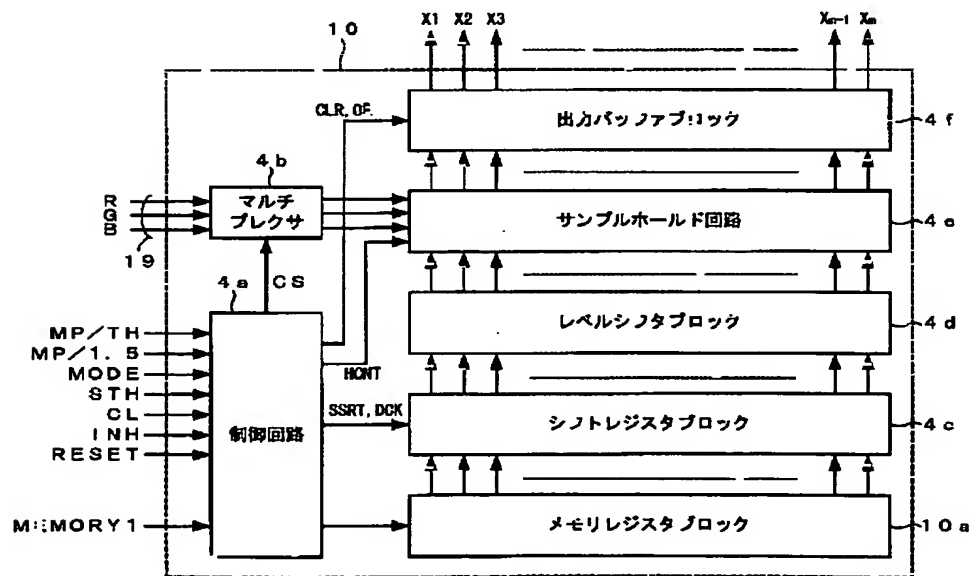 X1 X2 X3 Xm-1 Xm
10
CLR, OE
出力バッファブロック
4f
4b
R
G
B
マルチ
プレクサ
サンプルホールド回路
4e
19
4a
CS
レベルシフタブロック
4d
MP/TH
MP/1.5
MODE
STH
CL
INH
RESET
HCNT
SSRT, DCK
制御回路
シフトレジスタブロック
4c
MEMORY1
メモリレジスタブロック
10a